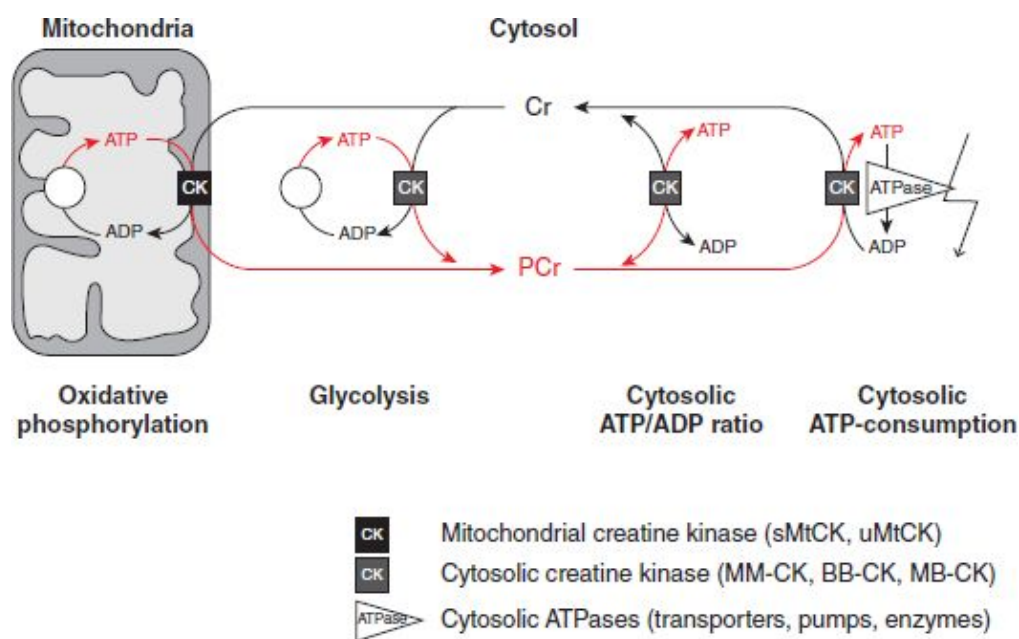 Mitochondria
Cytosol
Cr
ATP
ATP
ATP
ATP
CK
CK
CK
CK
ATPase
ADP
ADP
ADP
ADP
PCr
Oxidative
phosphorylation
Glycolysis
Cytosolic
ATP/ADP ratio
Cytosolic
ATP-consumption
CK Mitochondrial creatine kinase (sMtCK, uMtCK)
CK Cytosolic creatine kinase (MM-CK, BB-CK, MB-CK)
ATPase Cytosolic ATPases (transporters, pumps, enzymes)